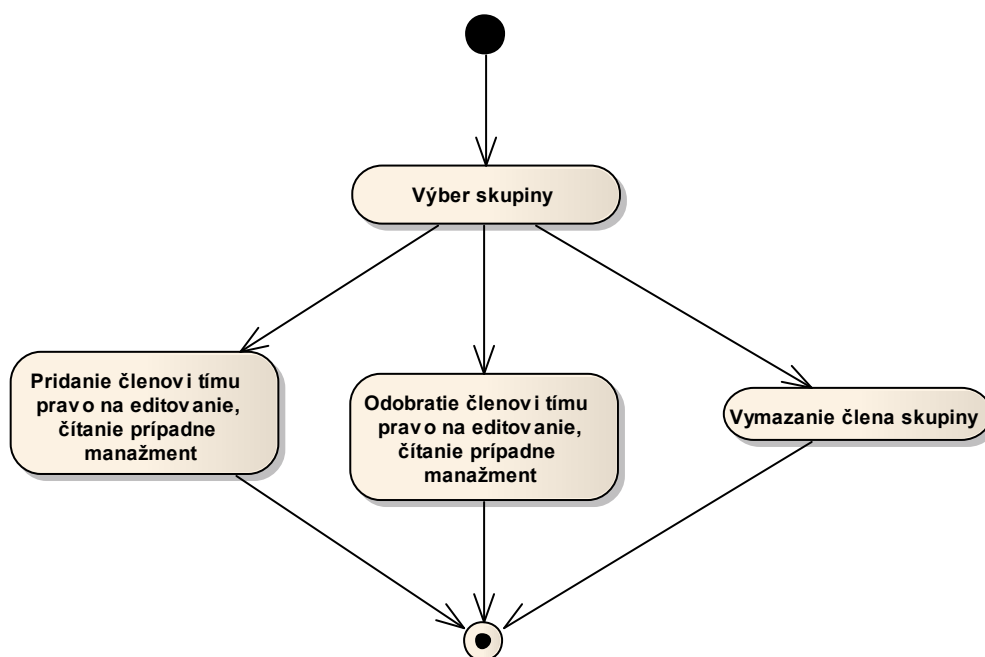 Výber skupiny
Pridanie členovi tímu
pravo na editovanie,
čítanie prípadne
manažment
Odobratie členovi tímu
pravo na editovanie,
čítanie prípadne
manažment
Vymazanie člena skupiny